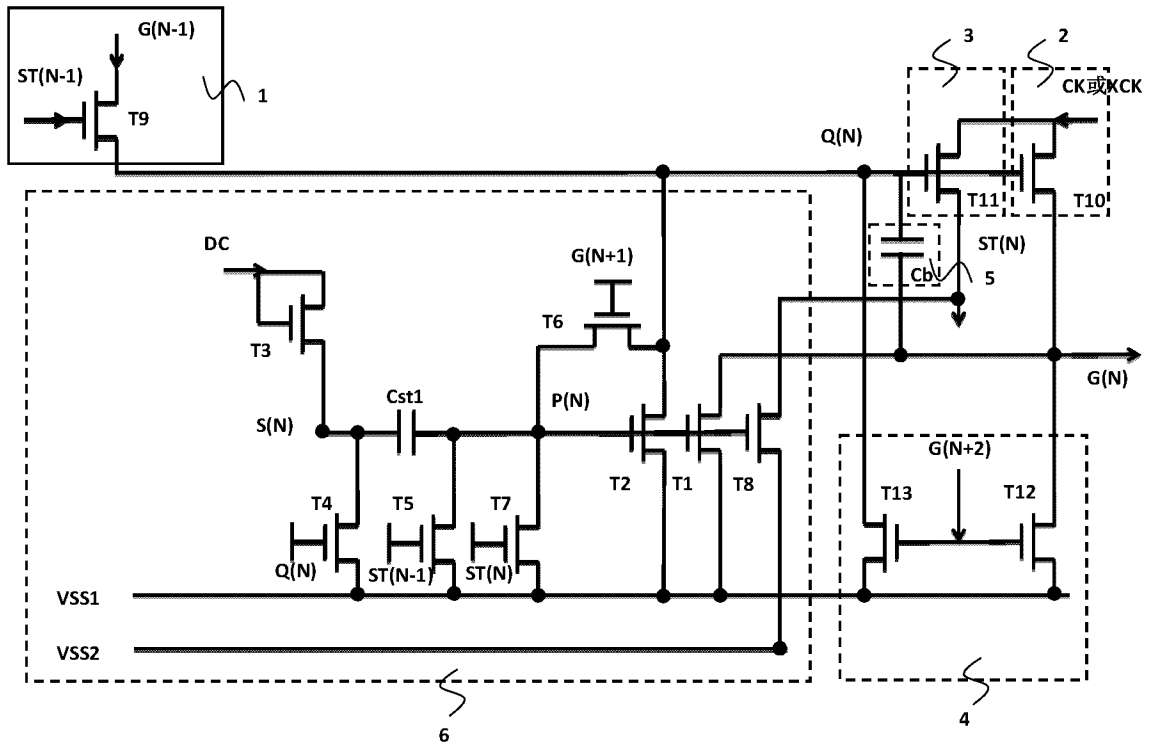 G(N-1)
ST(N-1)
T9
1
3
2
CK或XCK
Q(N)
T11
T10
DC
G(N+1)
ST(N)
Cb
5
T3
T6
G(N)
Cst1
P(N)
S(N)
G(N+2)
T4
T5
T7
T2
T1
T8
T13
T12
Q(N)
ST(N-1)
ST(N)
VSS1
VSS2
6
4